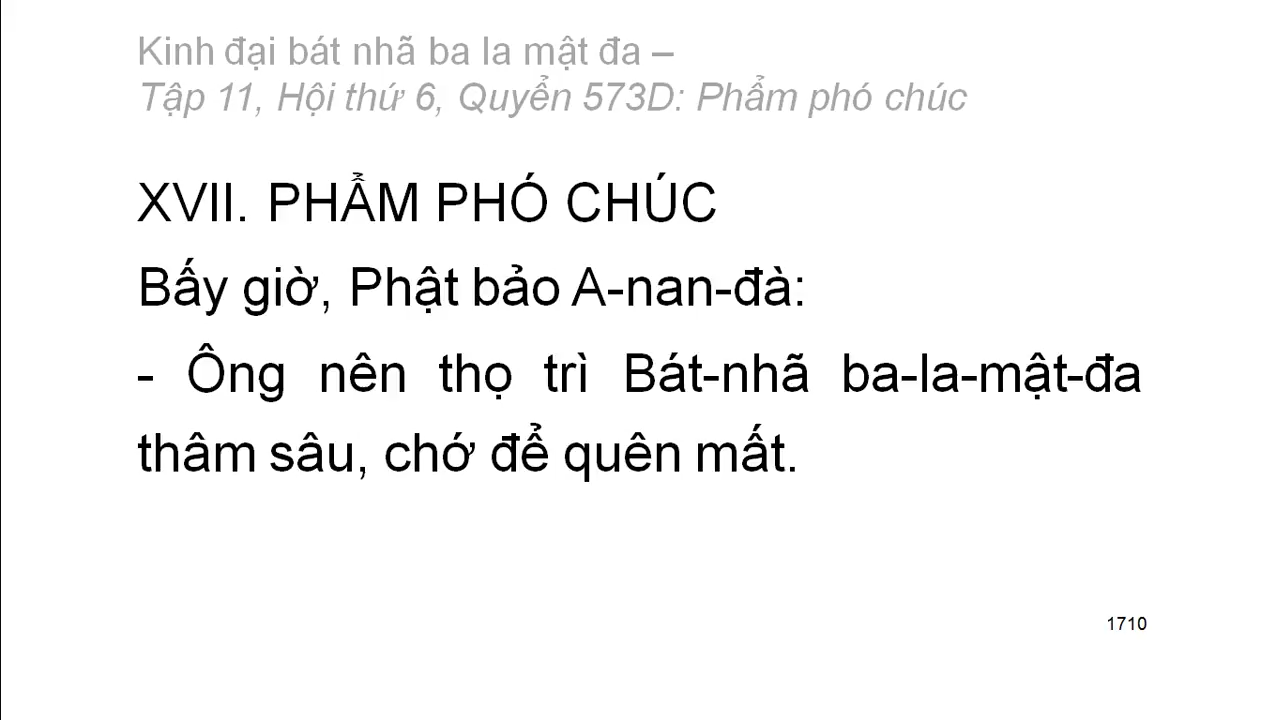 Kinh đại bát nhã ba la mật đa –
Tập 11, Hội thứ 6, Quyển 573D: Phẩm phó chúc
XVII. PHẨM PHÓ CHÚC
Bấy giờ, Phật bảo A-nan-đà:
- Ông nên thọ trì Bát-nhã ba-la-mật-đa
thâm sâu, chớ để quên mất.
1710